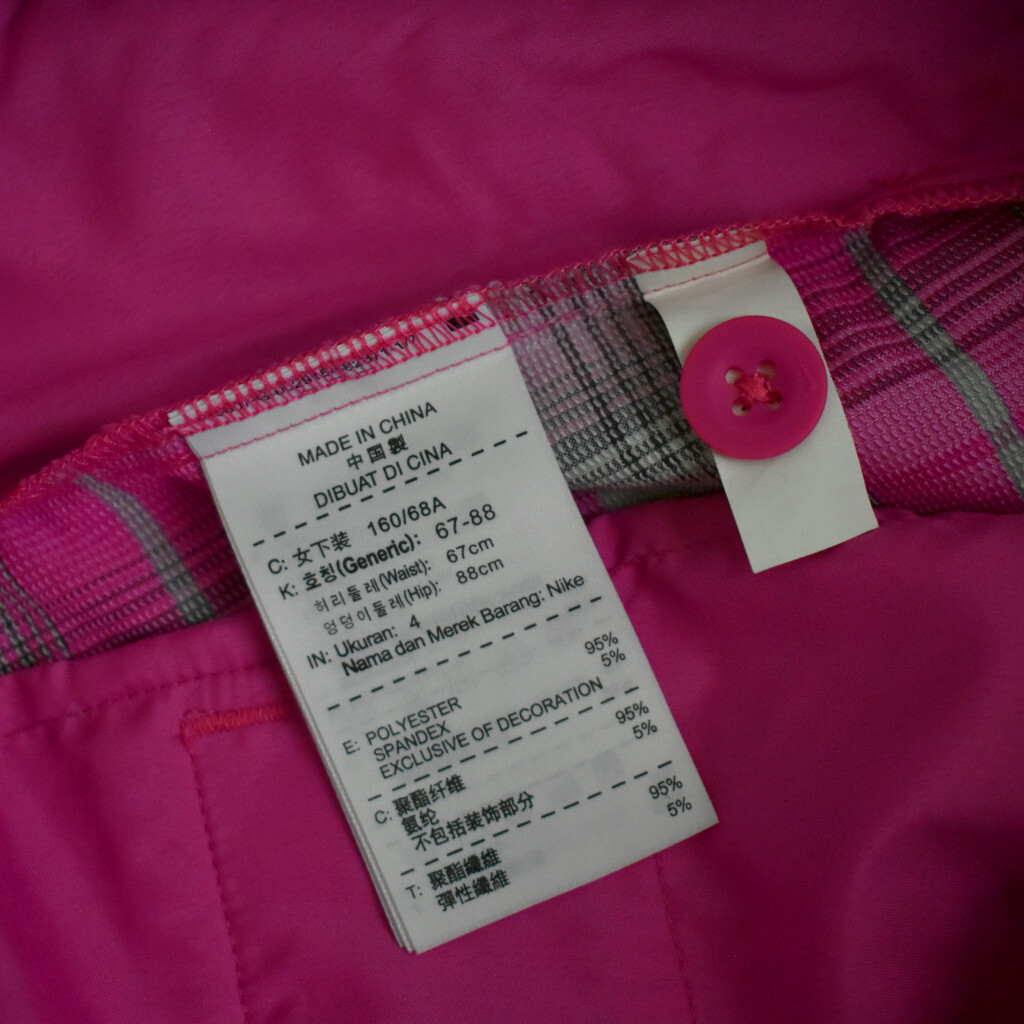 MADE IN CHINA
中国製
DIBUAT DI CINA
C: 女下装 160/68A
K: 호칭(Generic): 67-88
허리둘레(Waist): 67cm
엉덩이둘레(Hip): 88cm
IN: Ukuran: 4
Nama dan Merek Barang: Nike
E: POLYESTER 95%
SPANDEX 5%
EXCLUSIVE OF DECORATION
C: 聚酯纤维 95%
氨纶 5%
不包括装饰部分
T: 聚酯纖維 95%
彈性纖維 5%